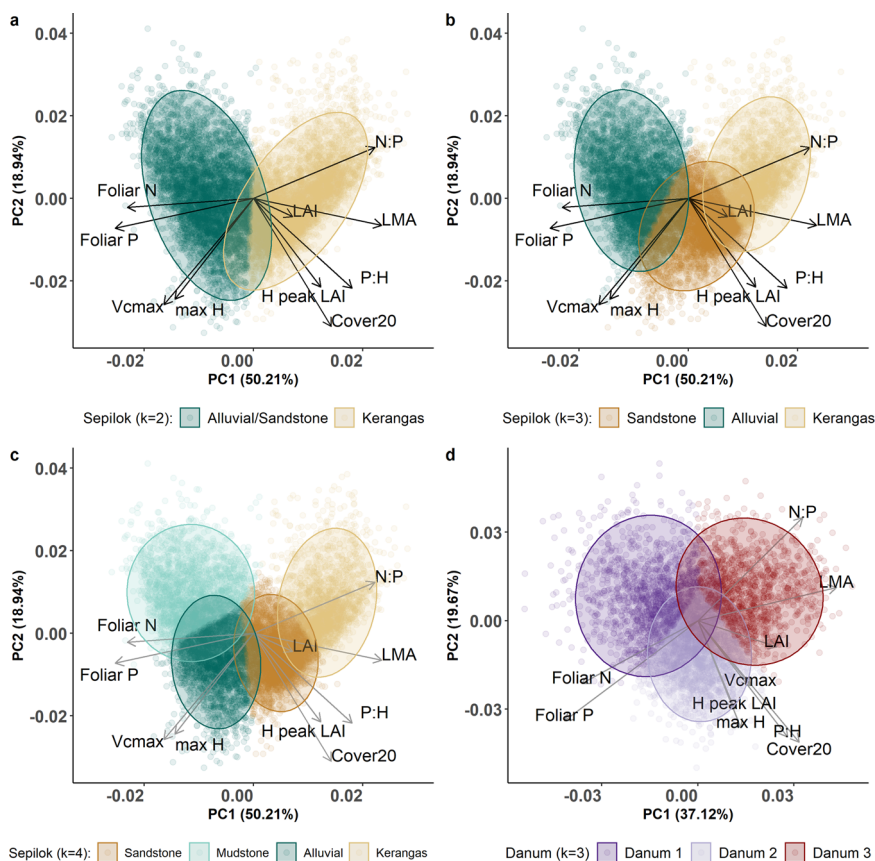 a
PC2 (18.94%)
0.04
0.02
0.00
-0.02
N:P
Foliar N
LAI
LMA
Foliar P
P:H
H peak LAI
Vcmax
max H
Cover20
-0.02
0.00
0.02
PC1 (50.21%)
Sepilok (k=2): Alluvial/Sandstone Kerangas
b
PC2 (18.94%)
0.04
0.02
0.00
-0.02
N:P
Foliar N
LAI
LMA
Foliar P
P:H
H peak LAI
Vcmax
max H
Cover20
-0.02
0.00
0.02
PC1 (50.21%)
Sepilok (k=3): Sandstone Alluvial Kerangas
c
PC2 (18.94%)
0.04
0.02
0.00
-0.02
N:P
Foliar N
LAI
LMA
Foliar P
P:H
H peak LAI
Vcmax
max H
Cover20
-0.02
0.00
0.02
PC1 (50.21%)
Sepilok (k=4): Sandstone Mudstone Alluvial Kerangas
d
PC2 (19.67%)
0.03
0.00
-0.03
N:P
LMA
LAI
Foliar N
Vcmax
H peak LAI
Foliar P
max H
P:H
Cover20
-0.03
0.00
0.03
PC1 (37.12%)
Danum (k=3) Danum 1 Danum 2 Danum 3